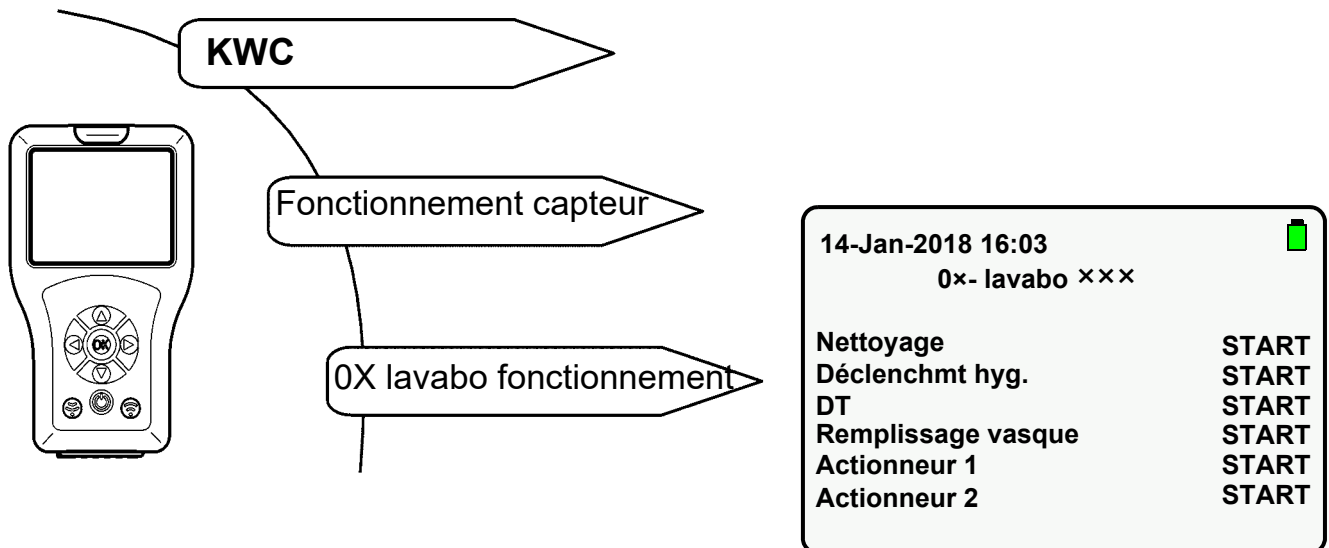 KWC
Fonctionnement capteur
0X lavabo fonctionnement
OK
14-Jan-2018 16:03
0×- lavabo ×××
Nettoyage START
Déclenchmt hyg. START
DT START
Remplissage vasque START
Actionneur 1 START
Actionneur 2 START